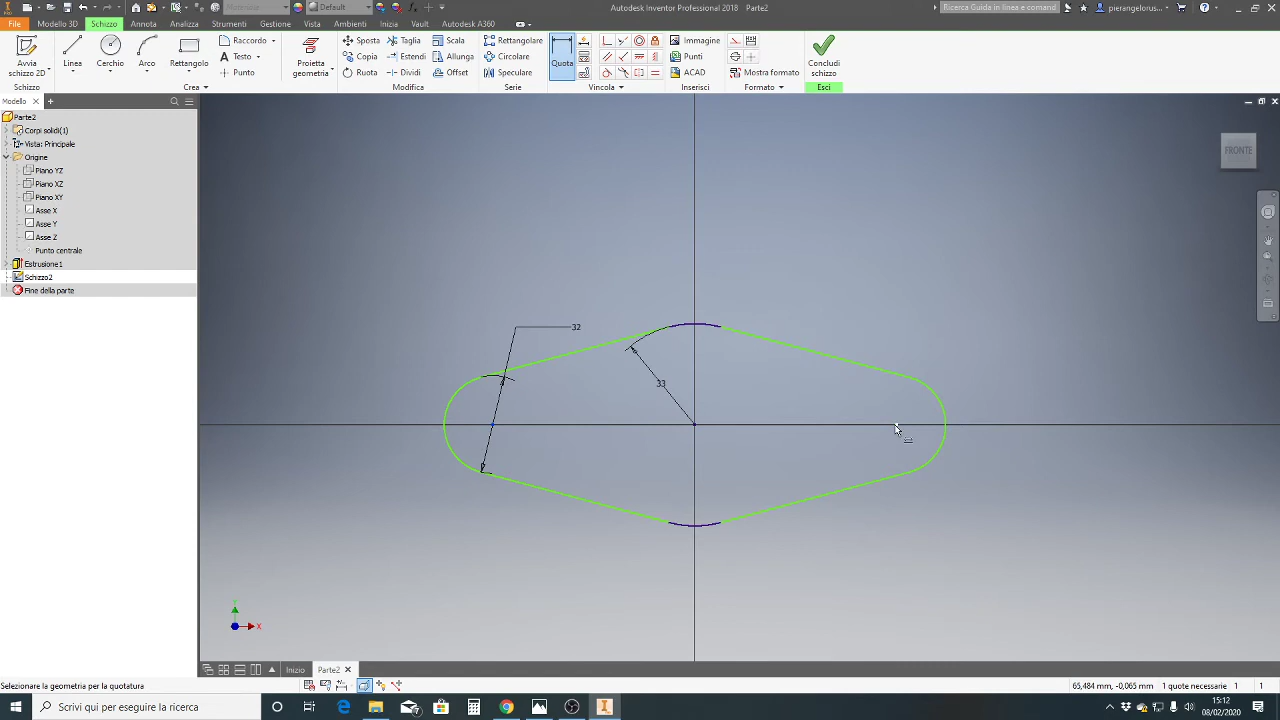 Default
Autodesk Inventor Professional 2018 Parte2
Ricerca Guida in linea e comand
pierangelorus...
File Modello 3D Schizzo Annota Ispeziona Strumenti Gestione Vista Ambienti Inizia Vault Autodesk A360
Avvia schizzo 2D
Linea
Cerchio
Arco
Rettangolo
Raccordo
Testo
Punto
Proietta geometria
Sposta
Copia
Ruota
Taglia
Estendi
Dividi
Scala
Allunga
Offset
Rettangolare
Circolare
Speculare
Quota
Immagine
Punti
ACAD
Mostra formato
Concludi schizzo
Schizzo Crea Modifica Serie Vincola Inserisci Formato Esci
Modello
Parte2
Corpi solidi(1)
Vista: Principale
Origine
Piano YZ
Piano XZ
Piano XY
Asse X
Asse Y
Asse Z
Punto centrale
Estrusione1
Schizzo2
Fine della parte
FRONTE
32
33
Y
X
Inizio Parte2
Selezionare la geometria per la quotatura
65,484 mm, -0,065 mm 1 quote necessarie 1 1
Scrivi qui per eseguire la ricerca
15:12
08/02/2020